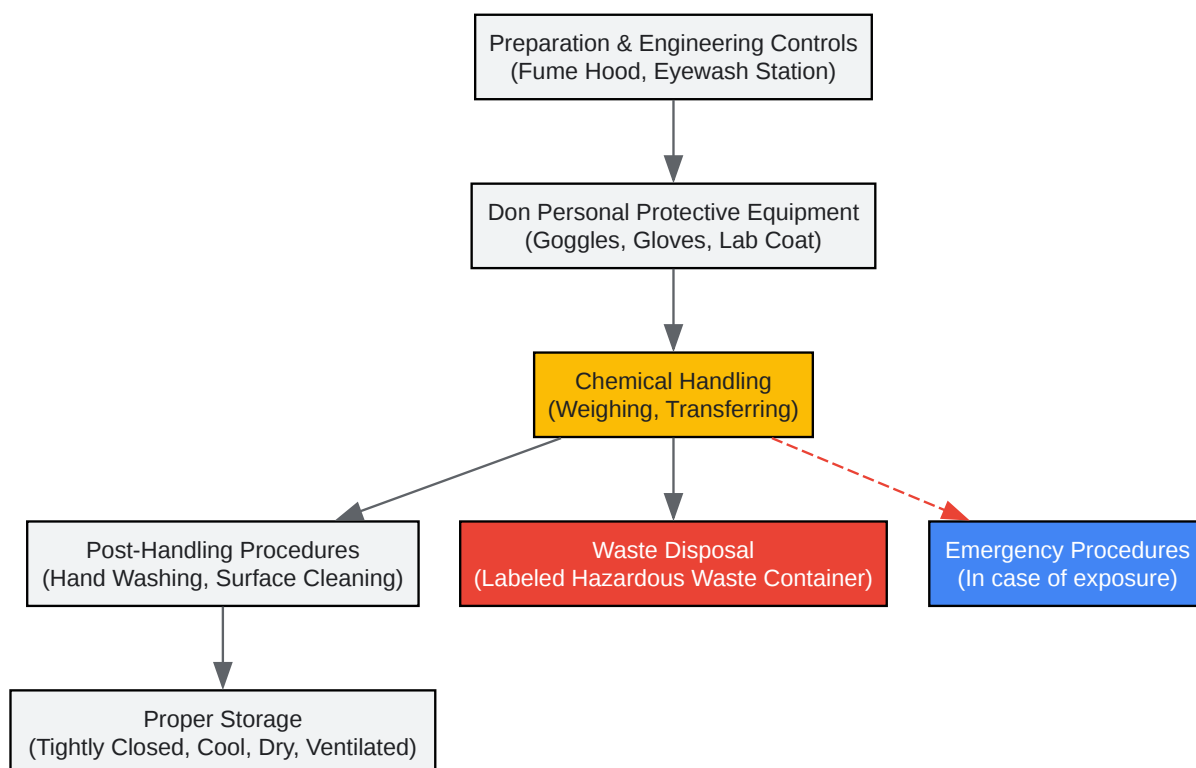 Preparation & Engineering Controls
(Fume Hood, Eyewash Station)
Don Personal Protective Equipment
(Goggles, Gloves, Lab Coat)
Chemical Handling
(Weighing, Transferring)
Post-Handling Procedures
(Hand Washing, Surface Cleaning)
Waste Disposal
(Labeled Hazardous Waste Container)
Emergency Procedures
(In case of exposure)
Proper Storage
(Tightly Closed, Cool, Dry, Ventilated)